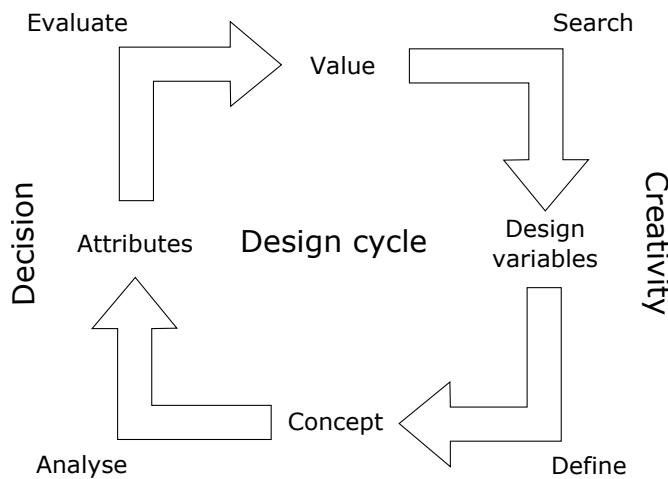 Evaluate
Search
Value
Decision
Attributes
Design cycle
Design
variables
Creativity
Concept
Analyse
Define